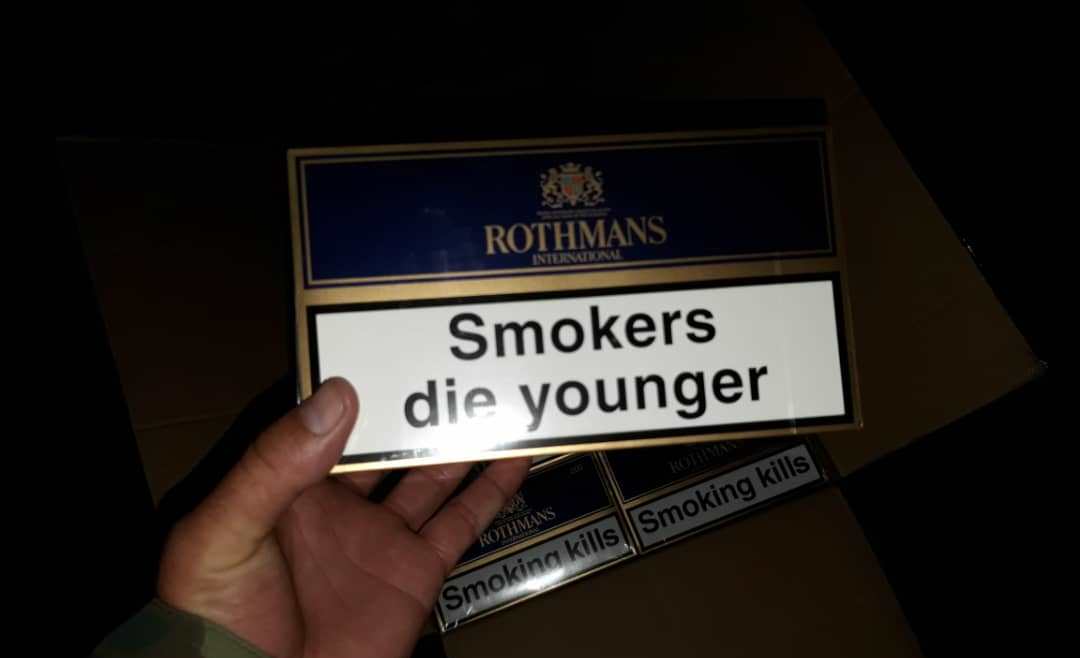 ROTHMANS
INTERNATIONAL
Smokers
die younger
ROTHMANS
Smoking kills
ROTHMANS
Smoking kills